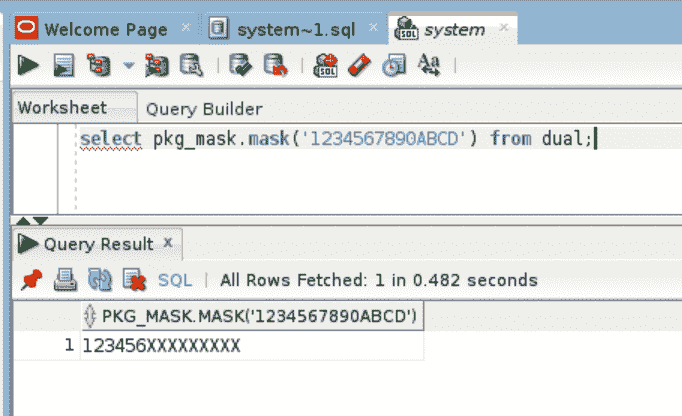 Welcome Page
system~1.sql
system
Worksheet
Query Builder
select pkg_mask.mask('1234567890ABCD') from dual;
Query Result
SQL | All Rows Fetched: 1 in 0.482 seconds
PKG_MASK.MASK('1234567890ABCD')
1 123456XXXXXXXXX